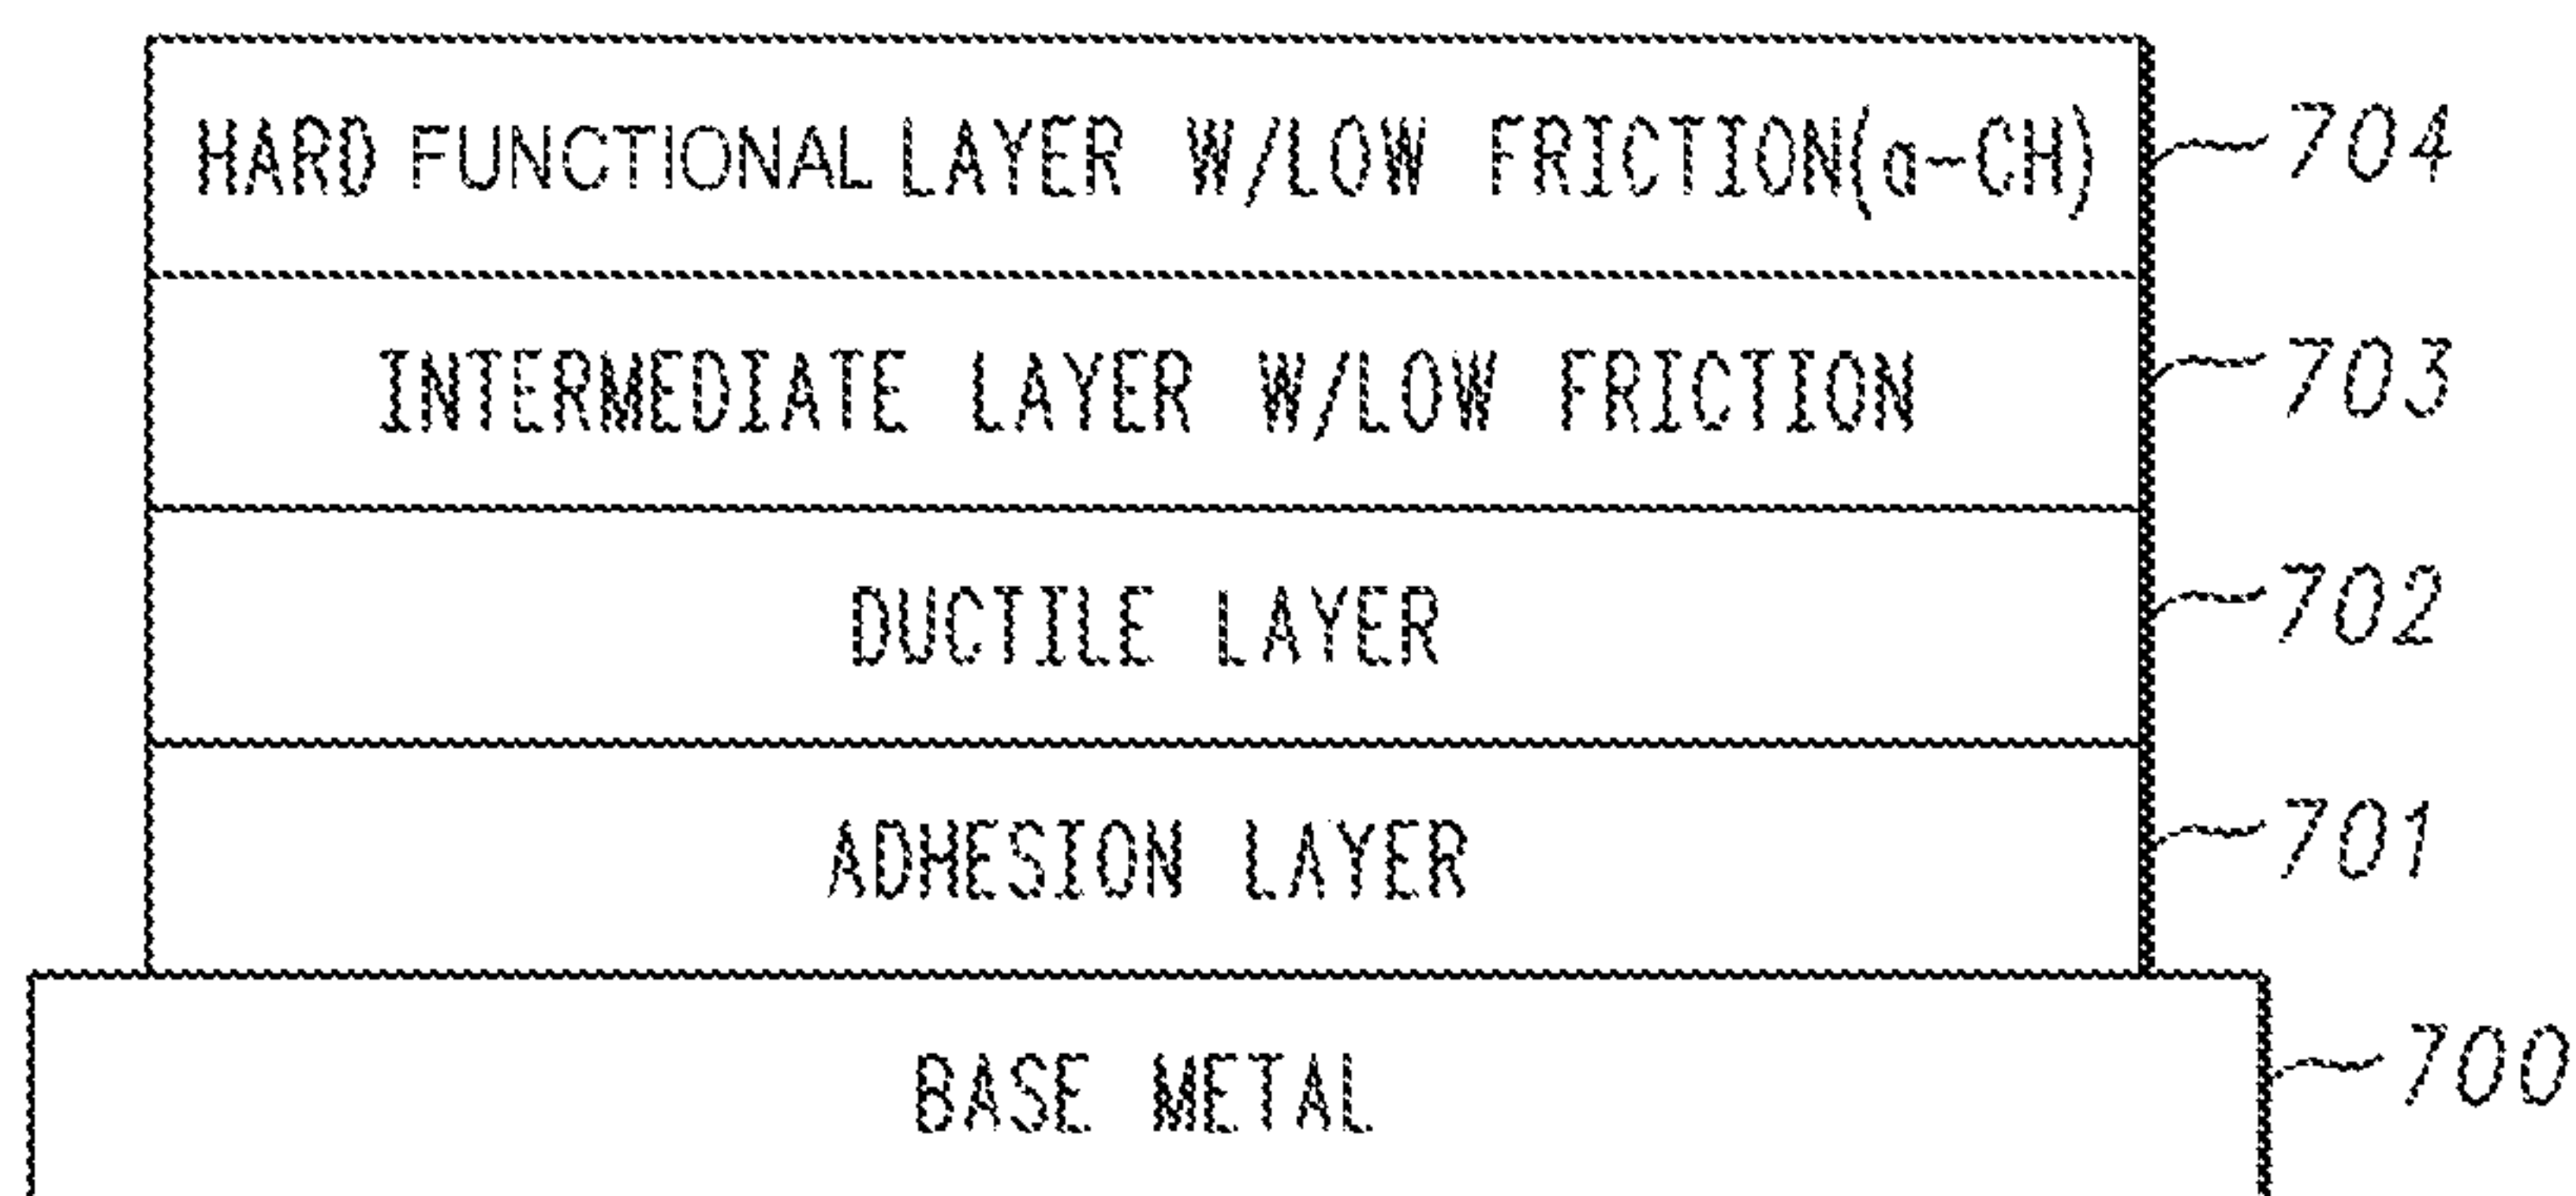 HARD FUNCTIONAL LAYER W/LOW FRICTION(a-CH) 704
INTERMEDIATE LAYER W/LOW FRICTION 703
DUCTILE LAYER 702
ADHESION LAYER 701
BASE METAL 700